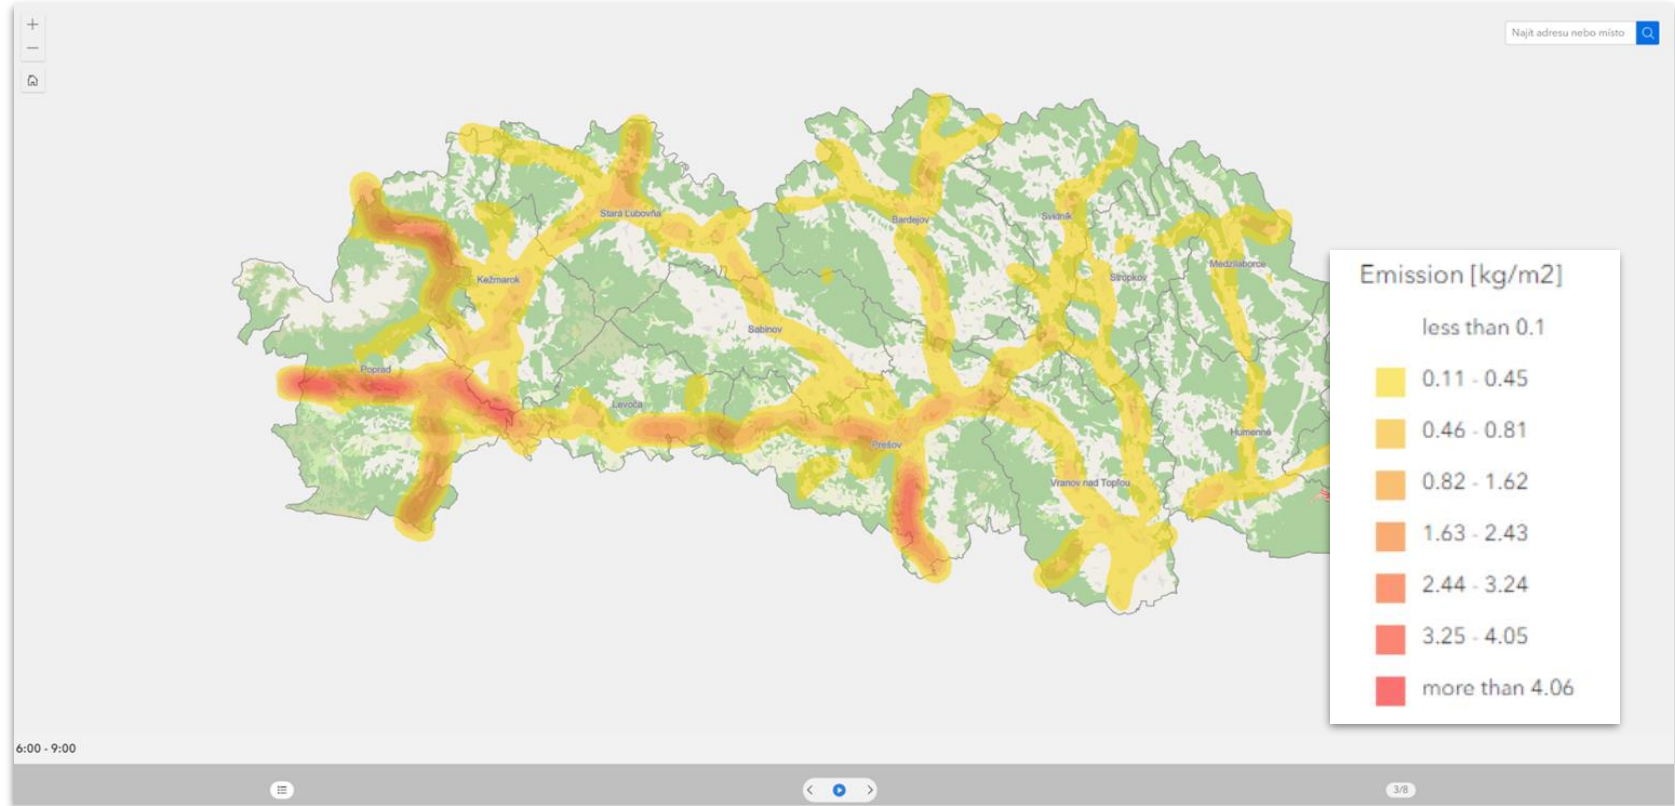 Najít adresu nebo místo
Stará Ľubovňa
Bardejov
Svidník
Kežmarok
Stropkov
Medzilaborce
Sabinov
Poprad
Levoča
Prešov
Humenné
Vranov nad Topľou
Emission [kg/m2]
less than 0.1
0.11 - 0.45
0.46 - 0.81
0.82 - 1.62
1.63 - 2.43
2.44 - 3.24
3.25 - 4.05
more than 4.06
6:00 - 9:00
3/8